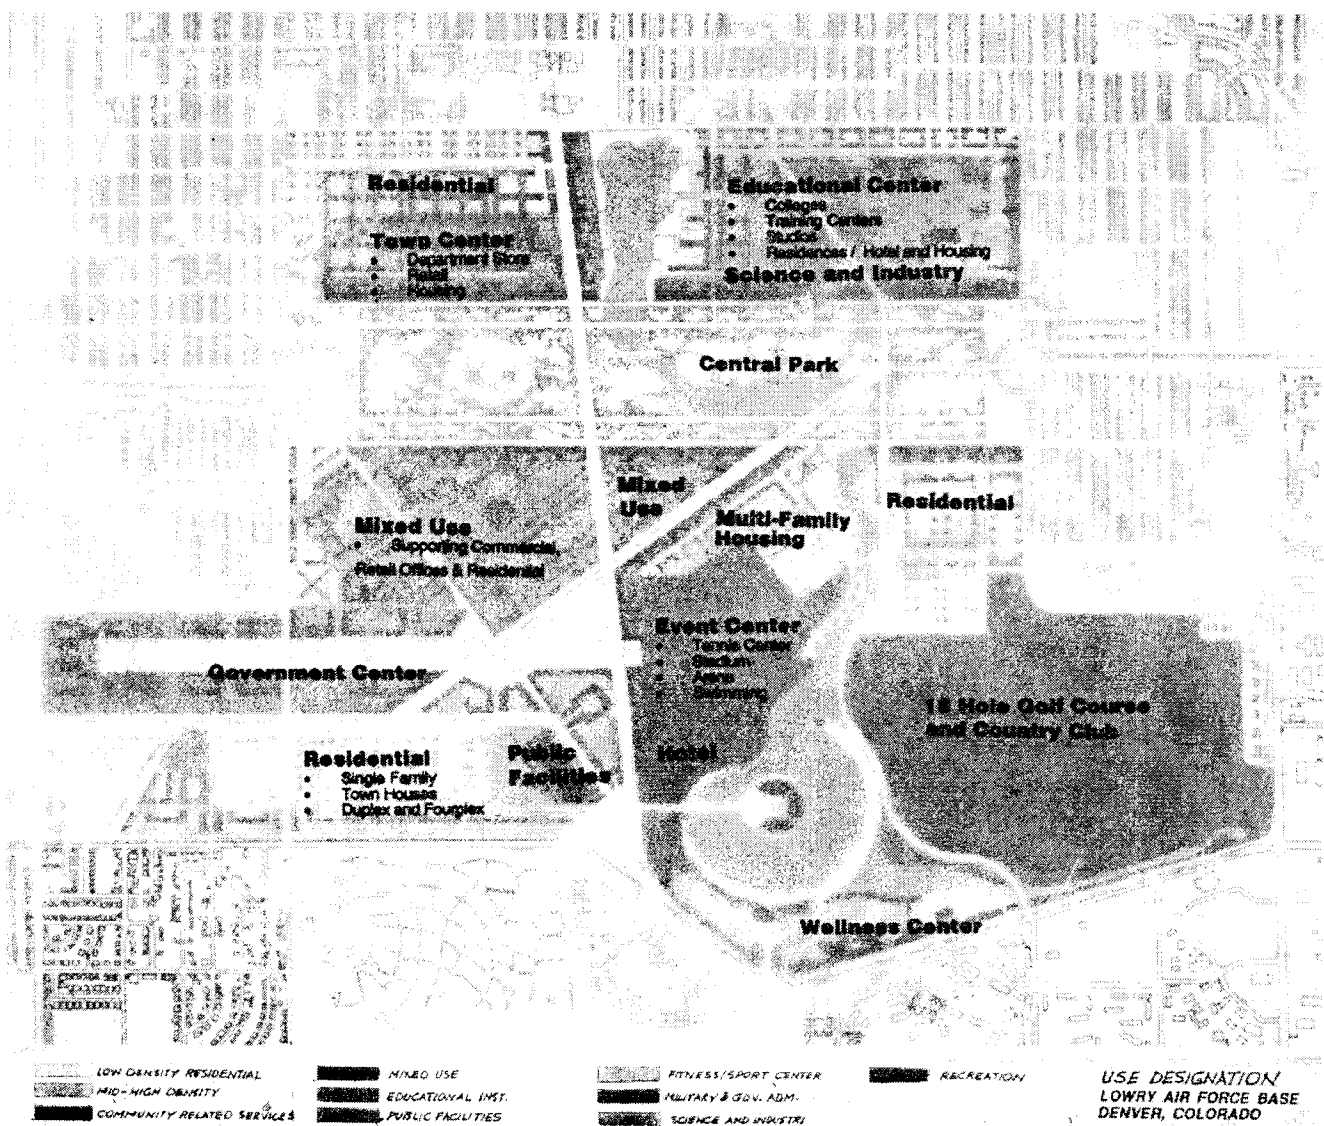 Residential
Town Center
• Department Store
• Retail
• Housing
Educational Center
• Colleges
• Training Centers
• Studios
• Residences / Hotel and Housing
Science and Industry
Central Park
Mixed Use
• Supporting Commercial,
Retail Offices & Residential
Mixed
Use
Multi-Family
Housing
Residential
Event Center
• Tennis Center
• Stadium
• Arena
• Swimming
Government Center
18 Hole Golf Course
and Country Club
Residential
• Single Family
• Town Houses
• Duplex and Fourplex
Public
Facilities
Hotel
Wellness Center
LOW DENSITY RESIDENTIAL
MID-HIGH DENSITY
COMMUNITY RELATED SERVICES
MIXED USE
EDUCATIONAL INST.
PUBLIC FACILITIES
FITNESS/SPORT CENTER
MILITARY & GOV. ADM.
SCIENCE AND INDUSTRY
RECREATION
USE DESIGNATION
LOWRY AIR FORCE BASE
DENVER, COLORADO